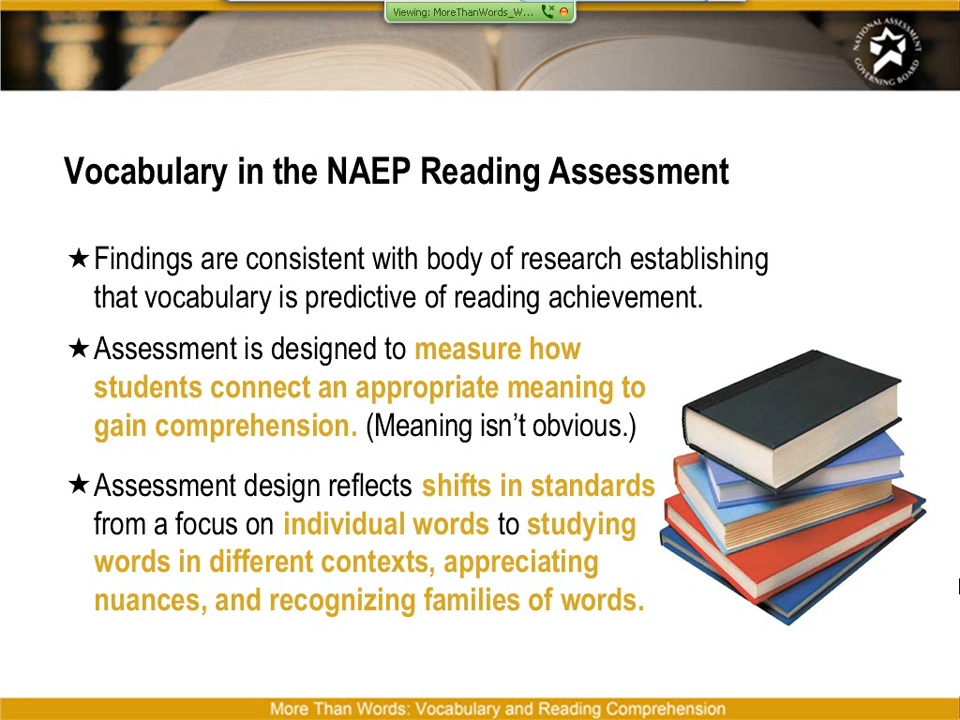 Viewing: MoreThanWords_W...
NATIONAL ASSESSMENT
GOVERNING BOARD
Vocabulary in the NAEP Reading Assessment
★Findings are consistent with body of research establishing
that vocabulary is predictive of reading achievement.
★Assessment is designed to measure how
students connect an appropriate meaning to
gain comprehension. (Meaning isn’t obvious.)
★Assessment design reflects shifts in standards
from a focus on individual words to studying
words in different contexts, appreciating
nuances, and recognizing families of words.
More Than Words: Vocabulary and Reading Comprehension